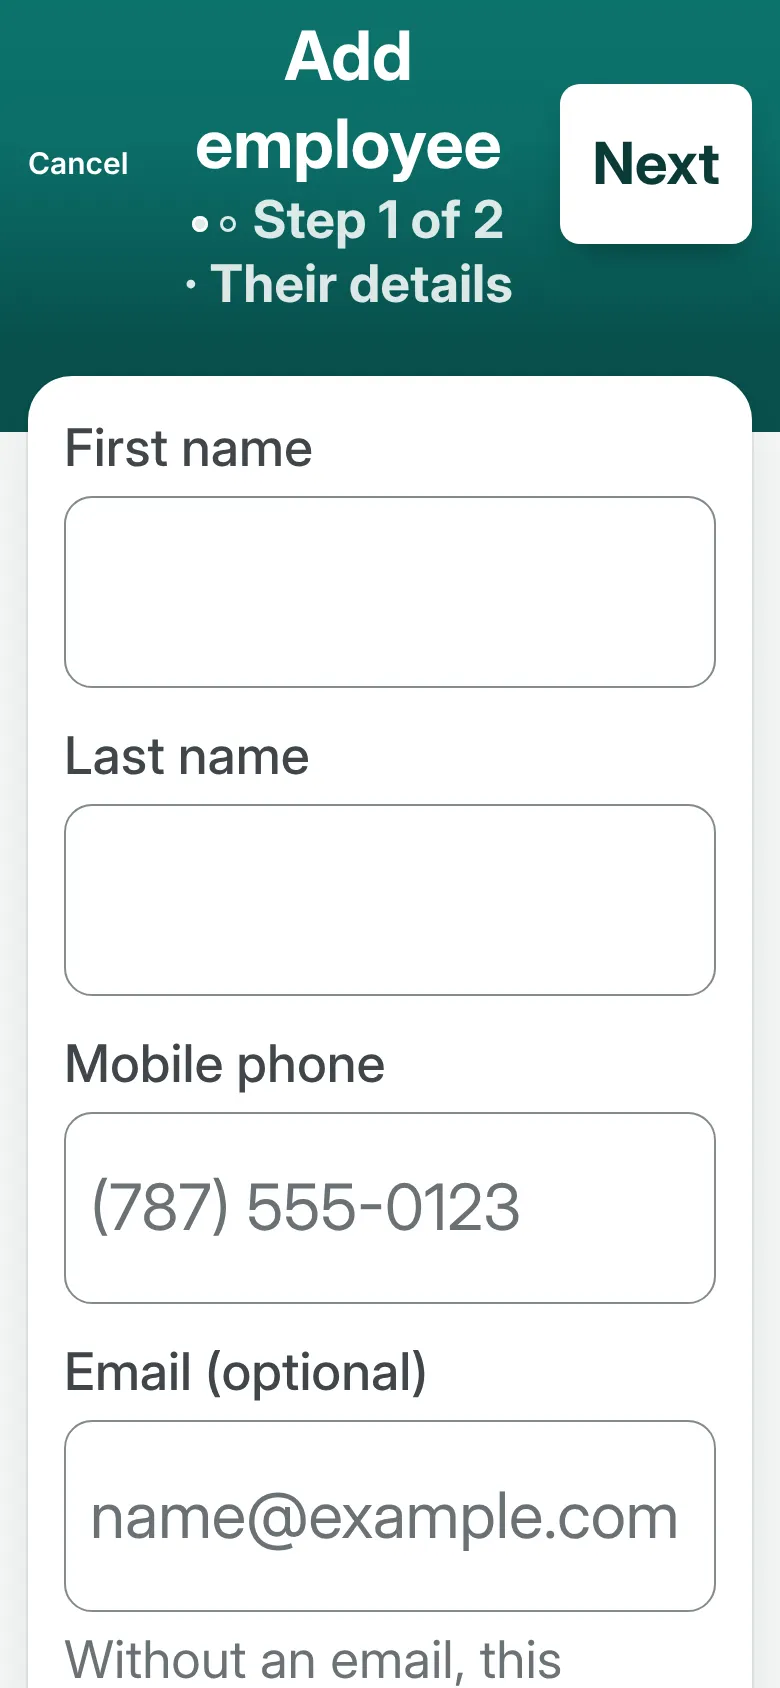 Cancel
Add
employee
Step 1 of 2
· Their details
Next
First name
Last name
Mobile phone
(787) 555-0123
Email (optional)
name@example.com
Without an email, this